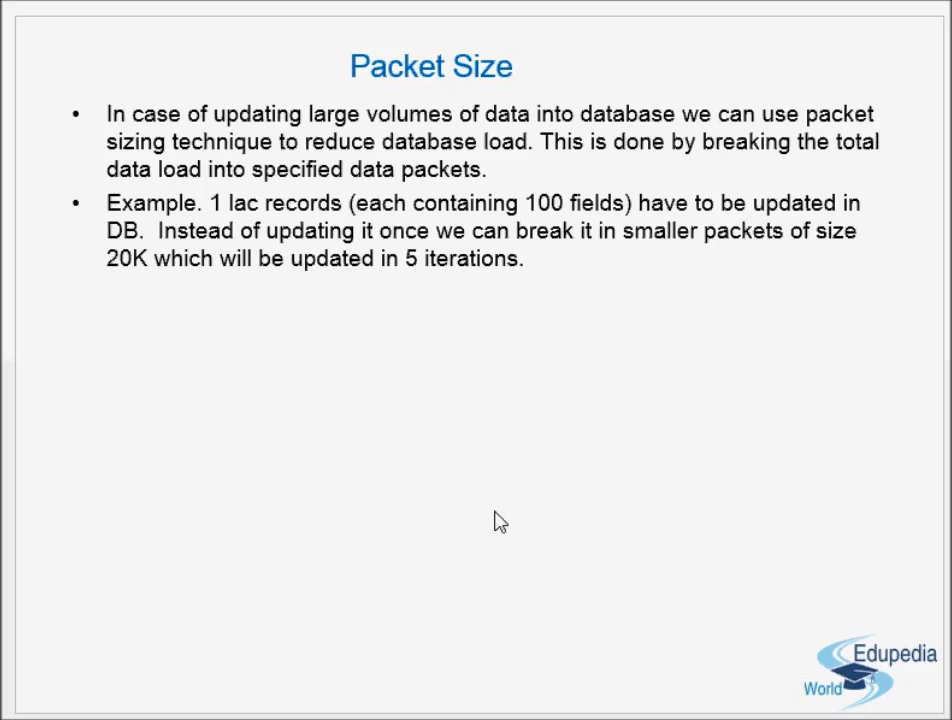 Packet Size
• In case of updating large volumes of data into database we can use packet
sizing technique to reduce database load. This is done by breaking the total
data load into specified data packets.
• Example. 1 lac records (each containing 100 fields) have to be updated in
DB.  Instead of updating it once we can break it in smaller packets of size
20K which will be updated in 5 iterations.
Edupedia
World